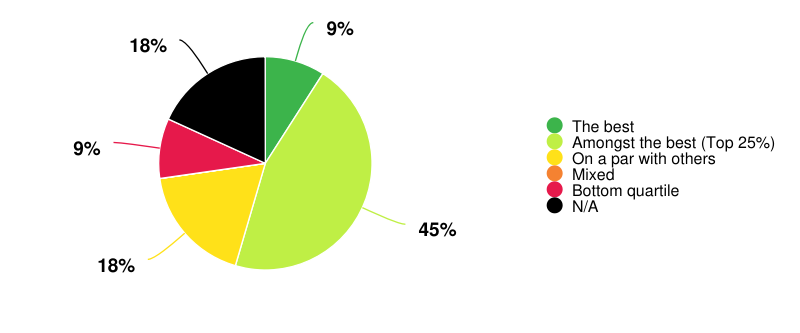 9%
18%
9%
45%
18%
The best
Amongst the best (Top 25%)
On a par with others
Mixed
Bottom quartile
N/A